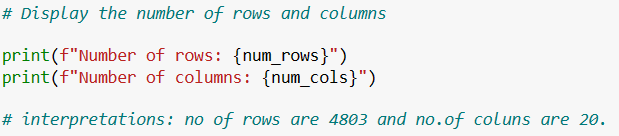 # Display the number of rows and columns
print(f"Number of rows: {num_rows}")
print(f"Number of columns: {num_cols}")
# interpretations: no of rows are 4803 and no.of coluns are 20.